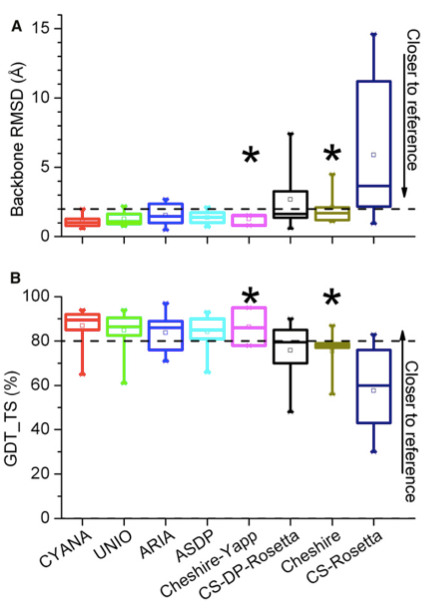 A
Backbone RMSD (Å)
15
10
5
0
*
*
Closer to reference
B
GDT_TS (%)
100
80
60
40
20
0
*
*
Closer to reference
CYANA
UNIO
ARIA
ASDP
Cheshire-Yapp
CS-DP-Rosetta
Cheshire
CS-Rosetta